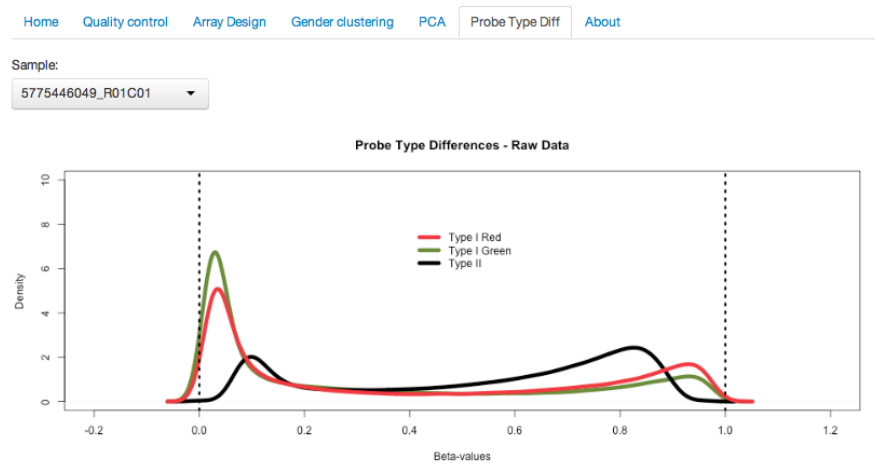 Home Quality control Array Design Gender clustering PCA Probe Type Diff About
Sample:
5775446049_R01C01
Probe Type Differences - Raw Data
10
8
6
4
2
0
Density
Type I Red
Type I Green
Type II
-0.2 0.0 0.2 0.4 0.6 0.8 1.0 1.2
Beta-values